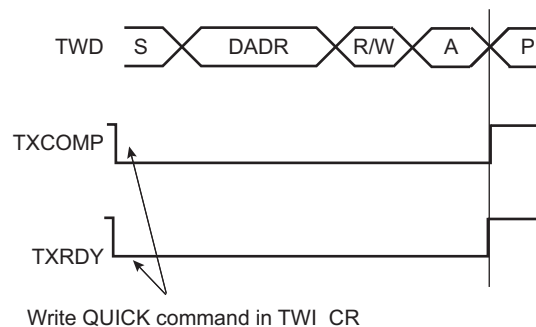 TWD S DADR R/W A P
TXCOMP
TXRDY
Write QUICK command in TWI_CR